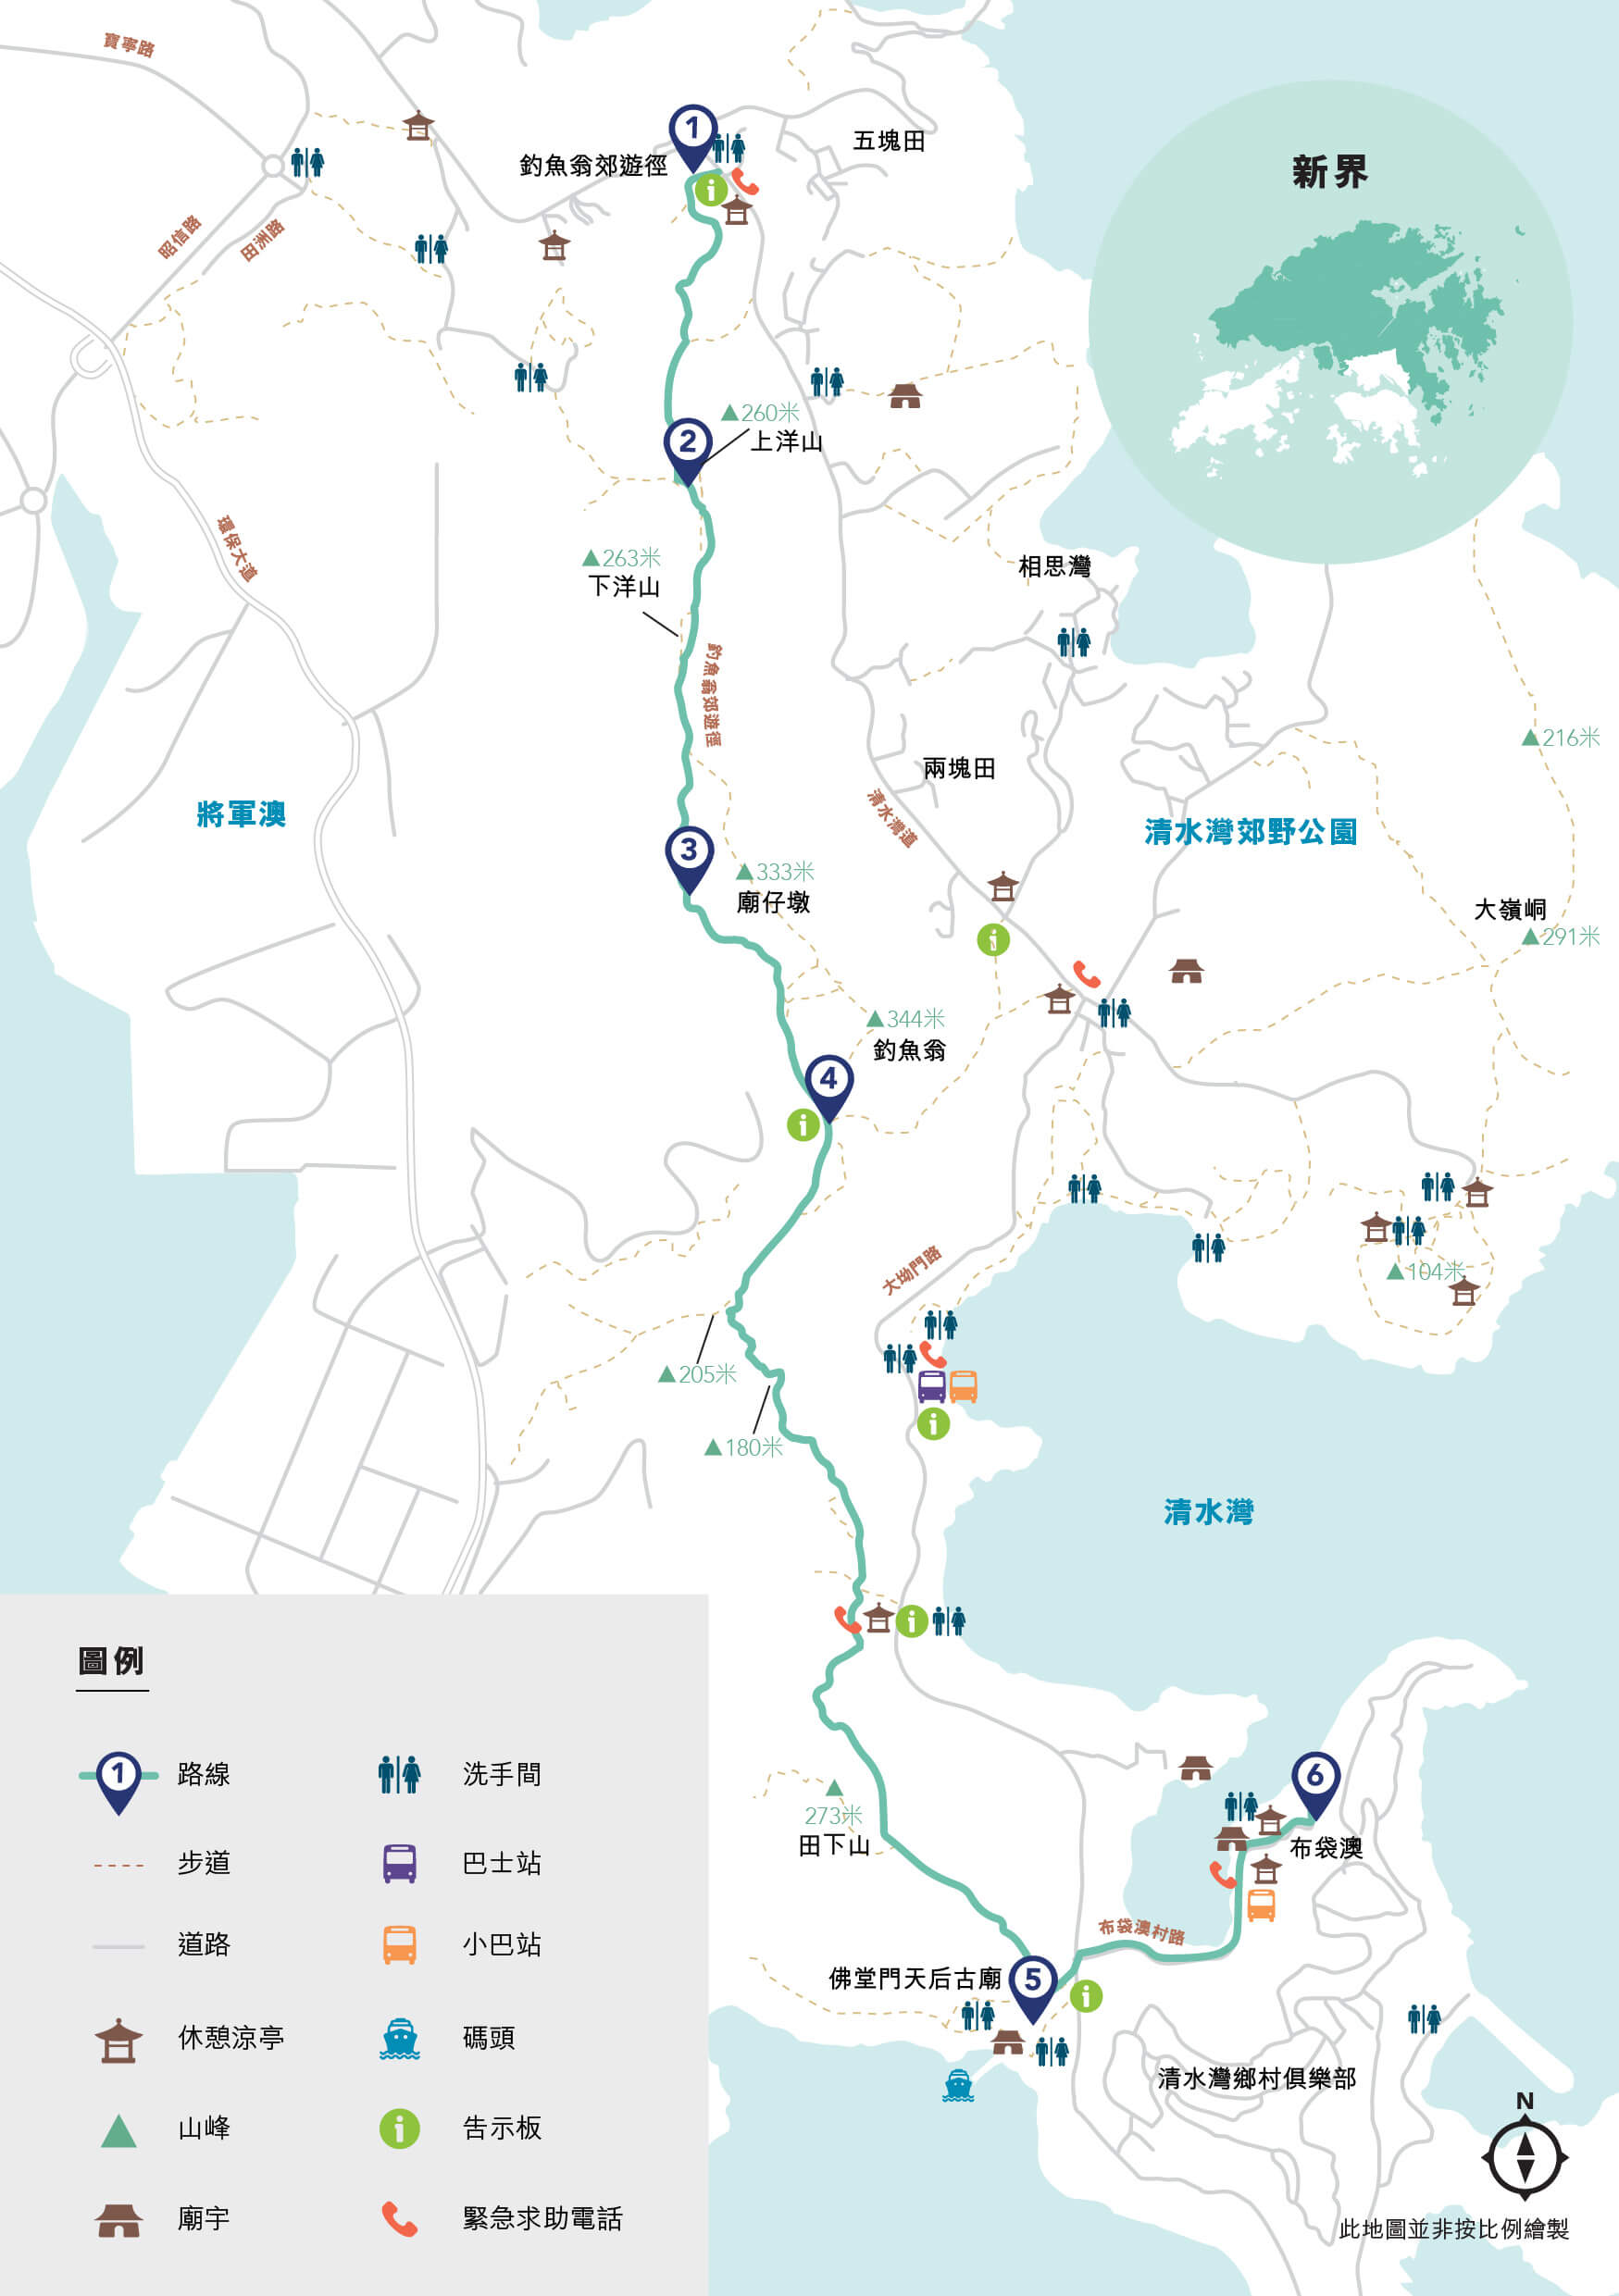 寶寧路
新界
1
五塊田
釣魚翁郊遊徑
昭信路
田洲路
260米
2
上洋山
環保大道
263米
下洋山
相思灣
釣魚翁郊遊徑
216米
兩塊田
將軍澳
清水灣道
清水灣郊野公園
3
333米
廟仔墩
大嶺峒
291米
344米
釣魚翁
4
大坳門路
104米
205米
180米
清水灣
圖例
1
路線
洗手間
步道
巴士站
道路
小巴站
休憩涼亭
碼頭
山峰
告示板
廟宇
緊急求助電話
6
273米
田下山
布袋澳
布袋澳村路
佛堂門天后古廟
5
清水灣鄉村俱樂部
N
此地圖並非按比例繪製